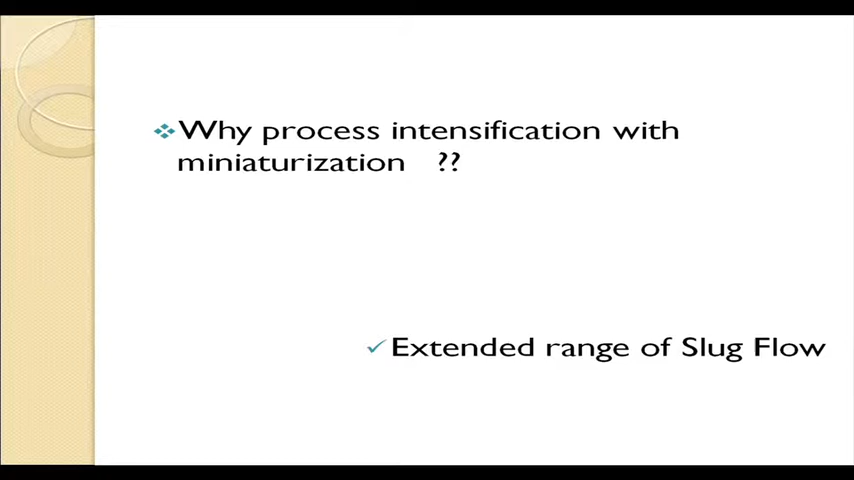 Why process intensification with
miniaturization ??
Extended range of Slug Flow